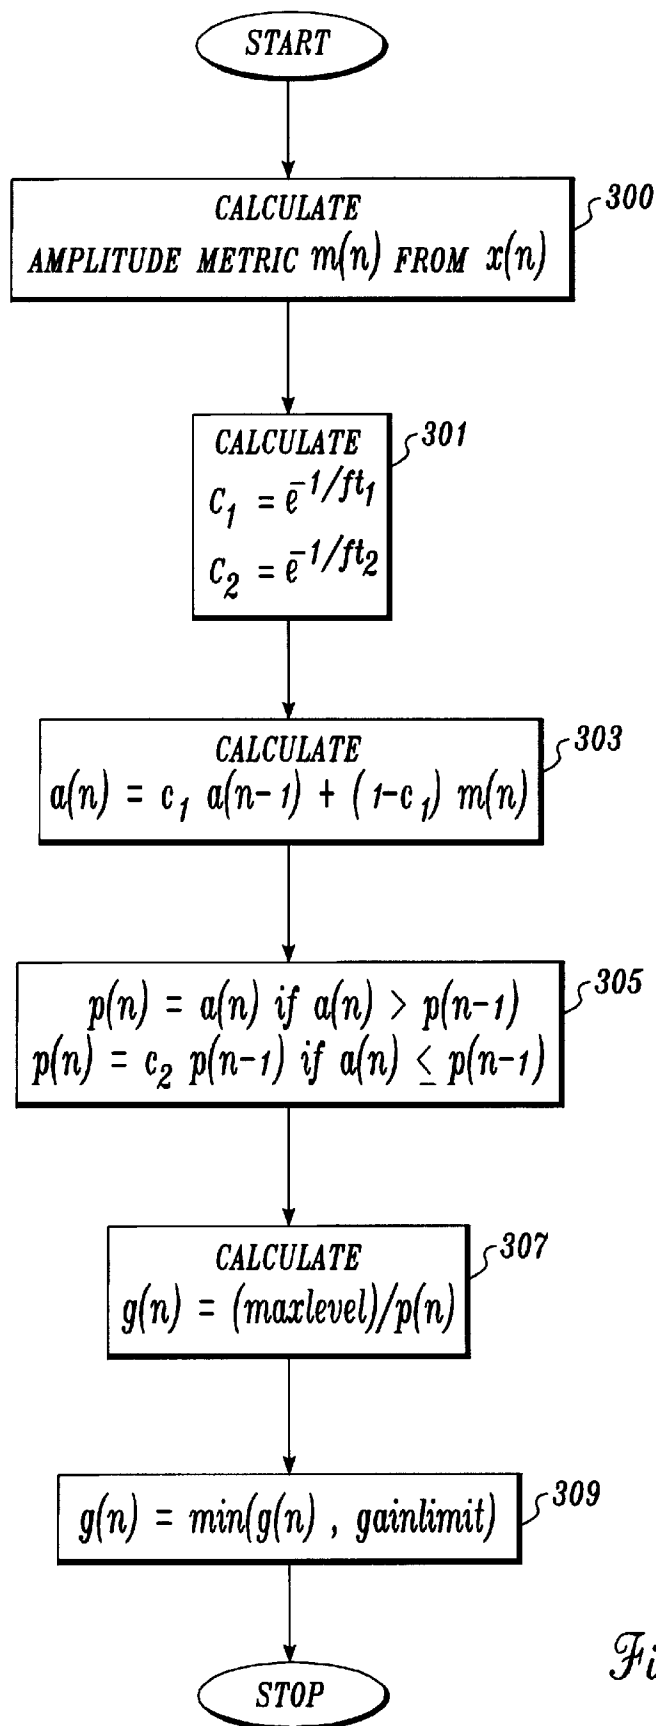 START
CALCULATE
AMPLITUDE METRIC m(n) FROM x(n)
300
CALCULATE
C₁ = e^-1/ft₁
C₂ = e^-1/ft₂
301
CALCULATE
a(n) = c₁ a(n-1) + (1-c₁) m(n)
303
p(n) = a(n) if a(n) > p(n-1)
p(n) = c₂ p(n-1) if a(n) ≤ p(n-1)
305
CALCULATE
g(n) = (maxlevel)/p(n)
307
g(n) = min(g(n) , gainlimit)
309
STOP
Fi